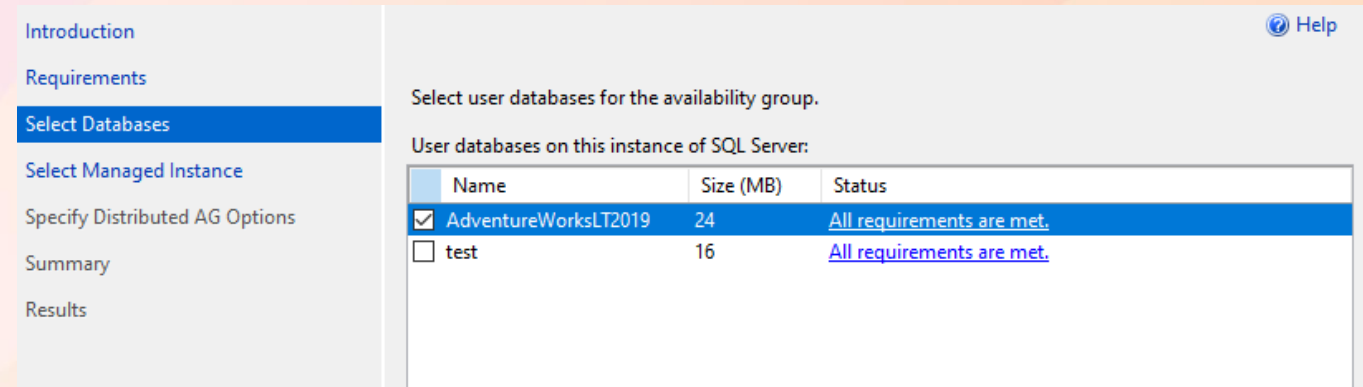 Introduction
Requirements
Select Databases
Select Managed Instance
Specify Distributed AG Options
Summary
Results
Help
Select user databases for the availability group.
User databases on this instance of SQL Server:
Name Size (MB) Status
AdventureWorksLT2019 24 All requirements are met.
test 16 All requirements are met.